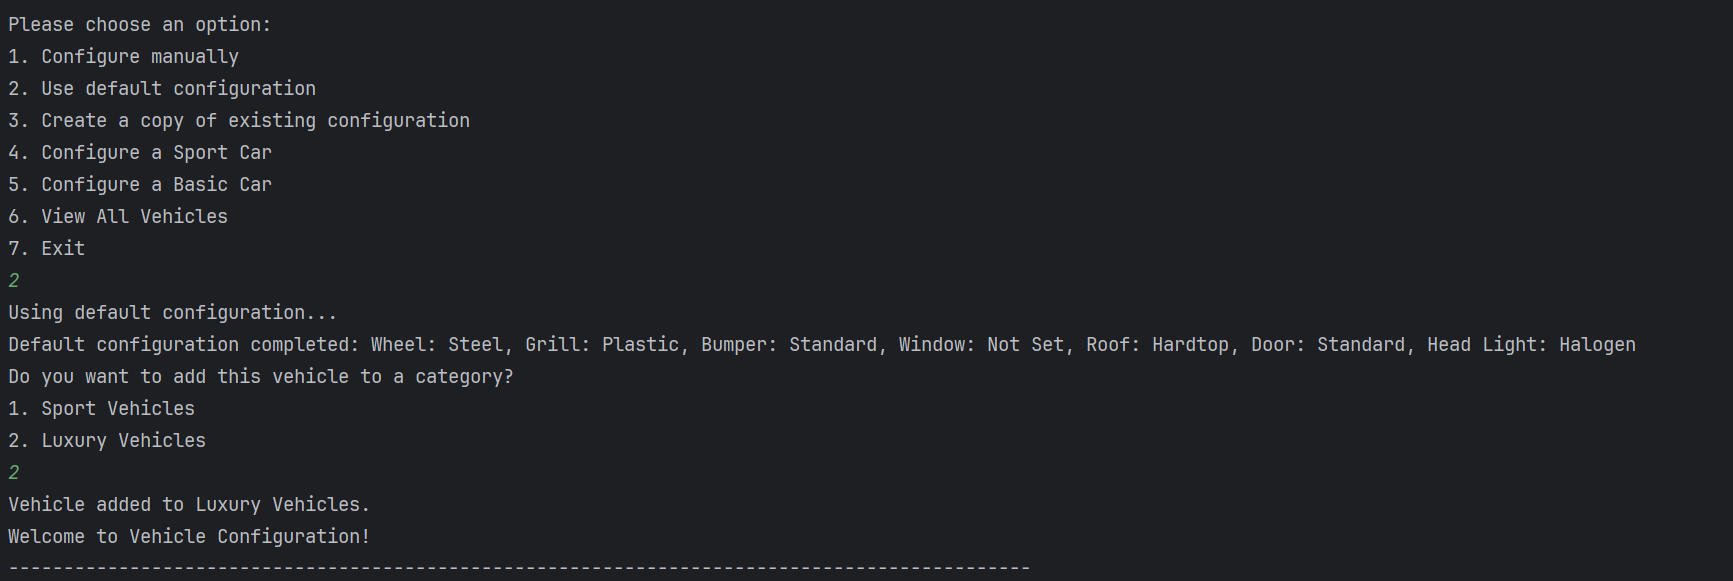 Please choose an option:
1. Configure manually
2. Use default configuration
3. Create a copy of existing configuration
4. Configure a Sport Car
5. Configure a Basic Car
6. View All Vehicles
7. Exit
2
Using default configuration...
Default configuration completed: Wheel: Steel, Grill: Plastic, Bumper: Standard, Window: Not Set, Roof: Hardtop, Door: Standard, Head Light: Halogen
Do you want to add this vehicle to a category?
1. Sport Vehicles
2. Luxury Vehicles
2
Vehicle added to Luxury Vehicles.
Welcome to Vehicle Configuration!
---------------------------------------------------------------------------------------------